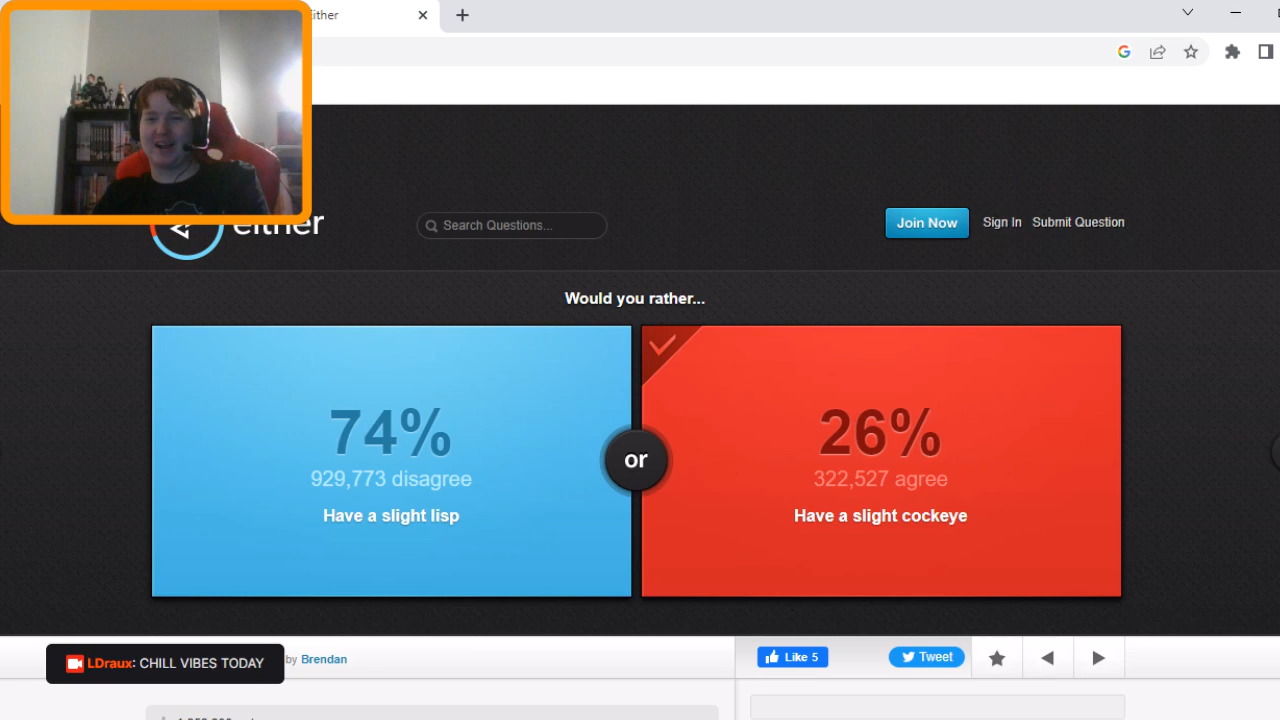 Either
either
Search Questions...
Join Now
Sign In
Submit Question
Would you rather...
74%
929,773 disagree
Have a slight lisp
or
26%
322,527 agree
Have a slight cockeye
LDraux: CHILL VIBES TODAY
by Brendan
Like 5
Tweet